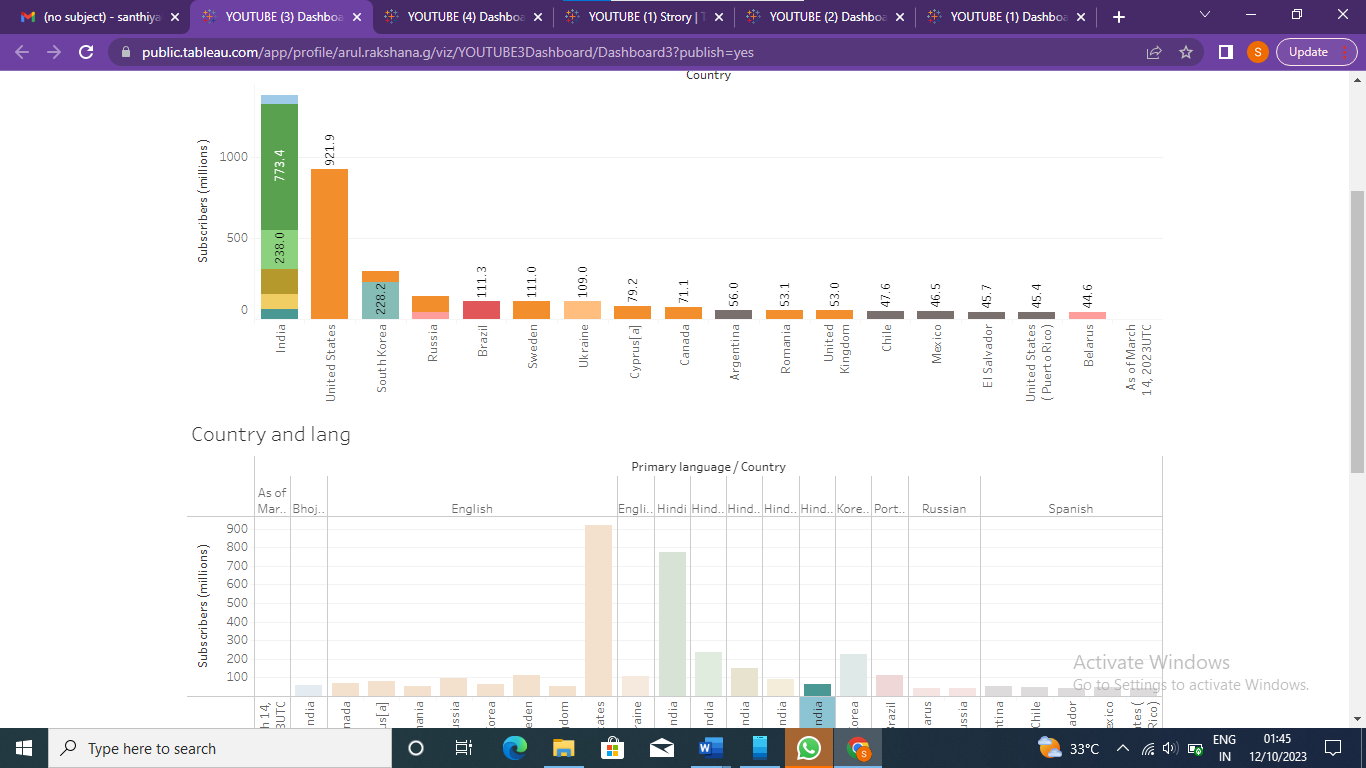 (no subject) - santhiya
YOUTUBE (3) Dashboa
YOUTUBE (4) Dashboa
YOUTUBE (1) Strory | T
YOUTUBE (2) Dashboa
YOUTUBE (1) Dashboa
public.tableau.com/app/profile/arul.rakshana.g/viz/YOUTUBE3Dashboard/Dashboard3?publish=yes
S
Update
Country
Subscribers (millions)
1000
500
0
773.4
238.0
921.9
228.2
111.3
111.0
109.0
79.2
71.1
56.0
53.1
53.0
47.6
46.5
45.7
45.4
44.6
India
United States
South Korea
Russia
Brazil
Sweden
Ukraine
Cyprus[a]
Canada
Argentina
Romania
United
Kingdom
Chile
Mexico
El Salvador
United States
( Puerto Rico)
Belarus
As of March
14, 2023UTC
Country and lang
Primary language / Country
As of
Mar..
Bhoj..
English
Engli..
Hindi
Hind..
Hind..
Hind..
Hind..
Kore..
Port..
Russian
Spanish
Subscribers (millions)
900
800
700
600
500
400
300
200
100
h 14,
3UTC
ndia
nada
us[a]
ania
ssia
orea
eden
dom
ates
aine
ndia
ndia
ndia
ndia
ndia
orea
razil
arus
ssia
ntina
Chile
ador
exico
tes (
Rico)
Activate Windows
Go to Settings to activate Windows.
Type here to search
33°C
ENG
IN
01:45
12/10/2023